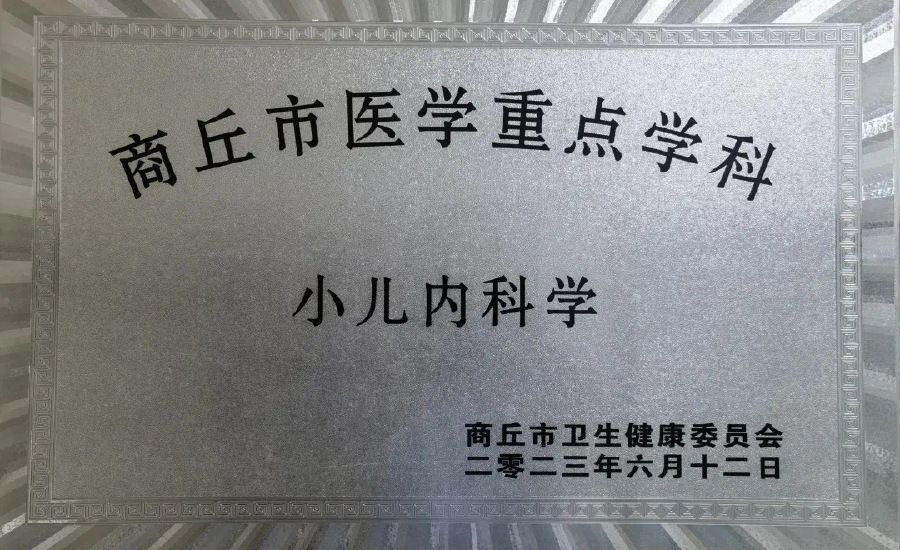 商丘市医学重点学科
小儿内科学
商丘市卫生健康委员会
二零二三年六月十二日